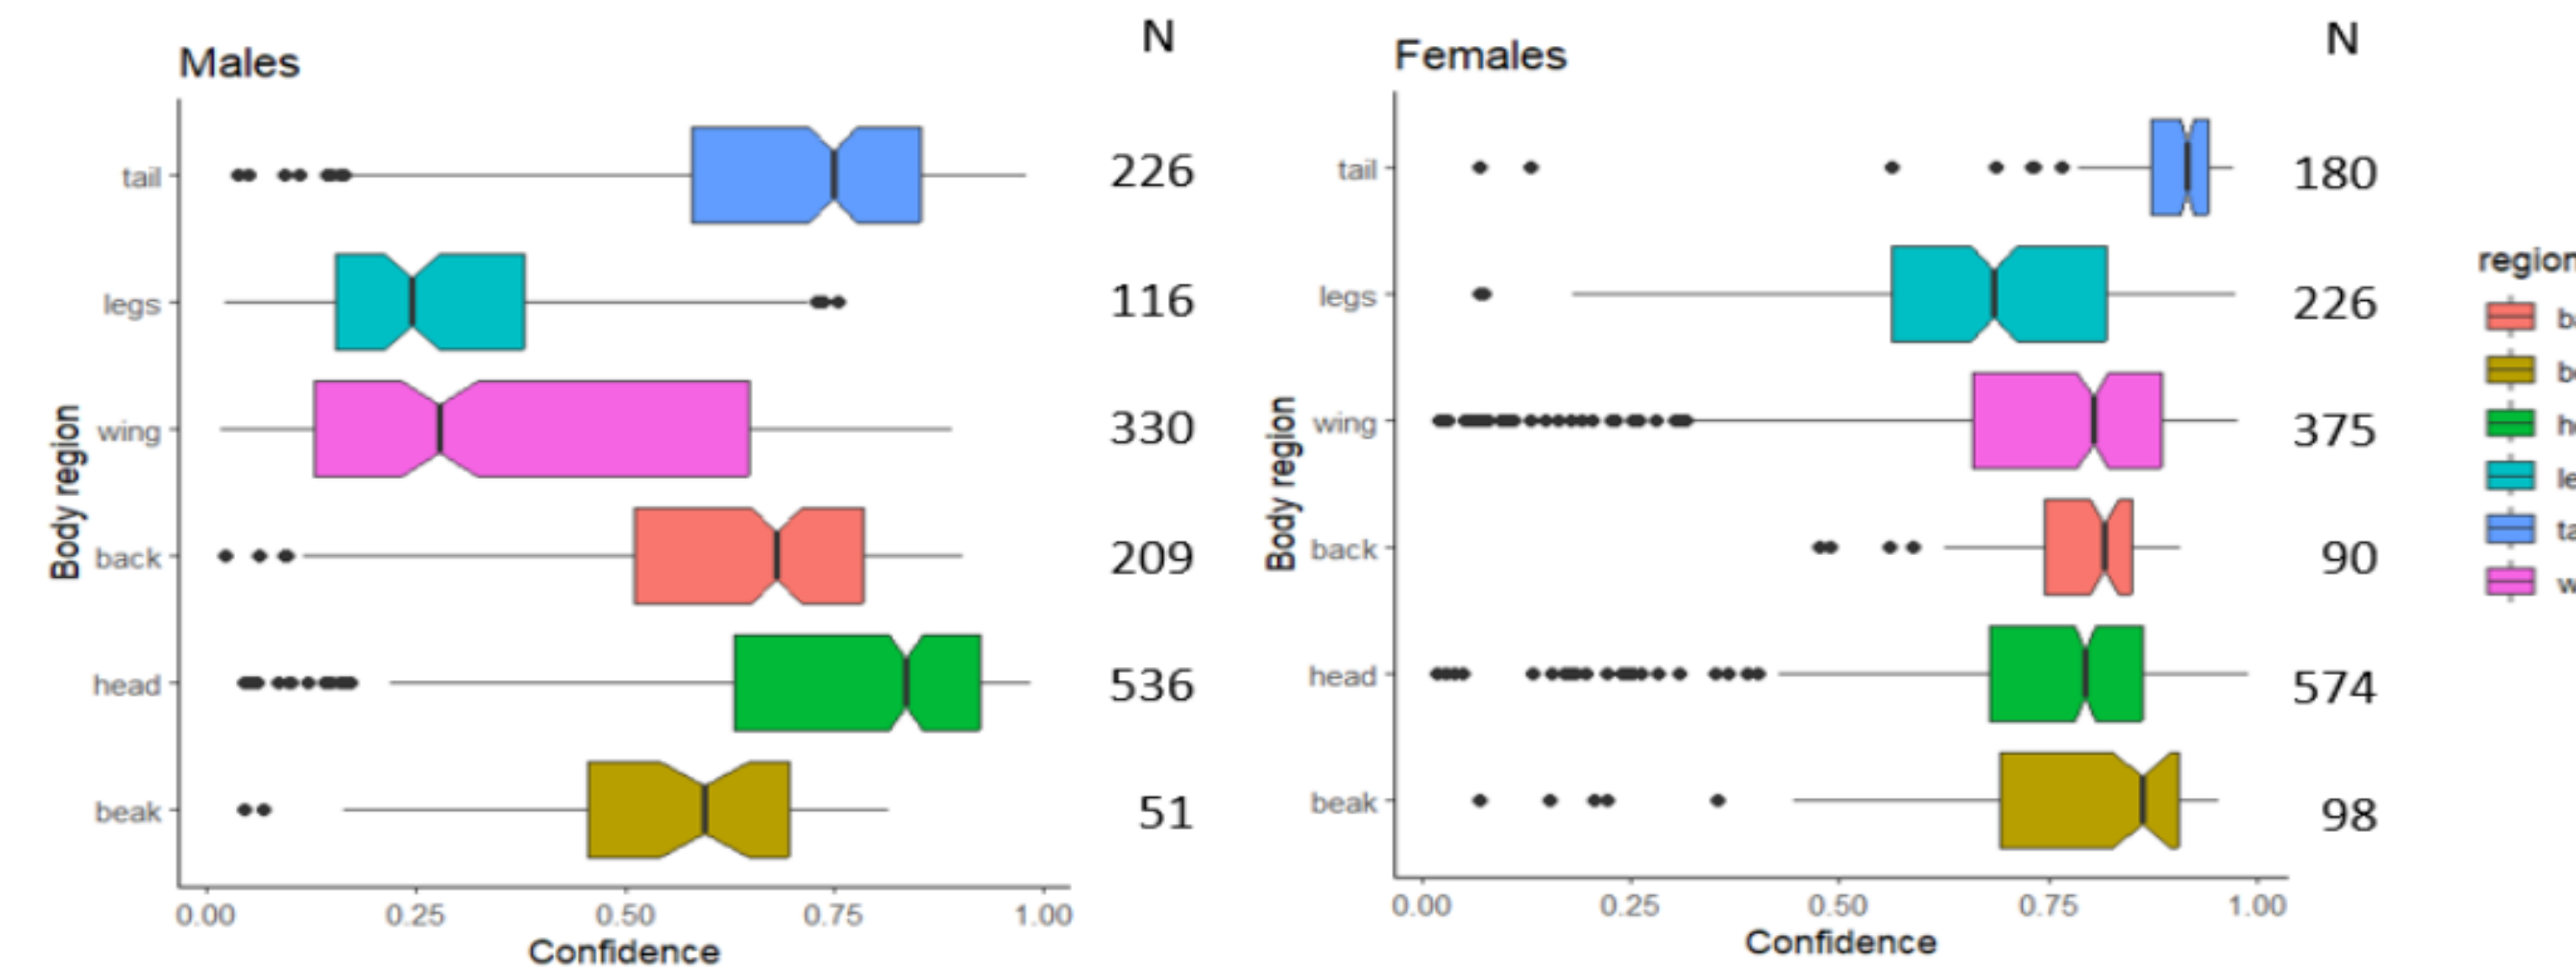 Males
N
tail
226
legs
116
wing
330
back
209
head
536
beak
51
Body region
0.00 0.25 0.50 0.75 1.00
Confidence
Females
N
tail
180
legs
226
wing
375
back
90
head
574
beak
98
Body region
0.00 0.25 0.50 0.75 1.00
Confidence
region